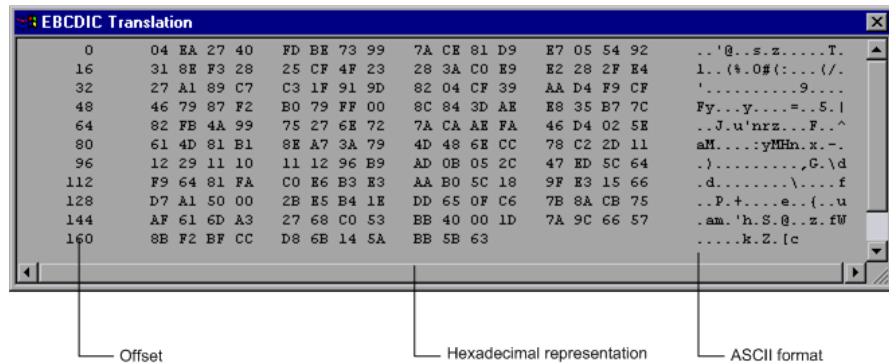 EBCDIC Translation
0 04 EA 27 40 FD BE 73 99 7A CE 81 D9 E7 05 54 92 ..'@..s.z.....T.
16 31 8E F3 28 25 CF 4F 23 28 3A C0 E9 E2 28 2F E4 1..(%.O#(:...(/.
32 27 A1 89 C7 C3 1F 91 9D 82 04 CF 39 AA D4 F9 CF '..........9....
48 46 79 87 F2 B0 79 FF 00 8C 84 3D AE E8 35 B7 7C Fy...y....=..5.|
64 82 FB 4A 99 75 27 6E 72 7A CA AE FA 46 D4 02 5E ..J.u'nrz...F..^
80 61 4D 81 B1 8E A7 3A 79 4D 48 6E CC 78 C2 2D 11 aM....:yMHn.x.-.
96 12 29 11 10 11 12 96 B9 AD 0B 05 2C 47 ED 5C 64 .).........,G.\d
112 F9 64 81 FA C0 E6 B3 E3 AA B0 5C 18 9F E3 15 66 .d........\....f
128 D7 A1 50 00 2B E5 B4 1E DD 65 0F C6 7B 8A CB 75 ..P.+....e..{..u
144 AF 61 6D A3 27 68 C0 53 BB 40 00 1D 7A 9C 66 57 .am.'h.S.@..z.fW
160 8B F2 BF CC D8 6B 14 5A BB 5B 63 .....k.Z.[c
Offset
Hexadecimal representation
ASCII format